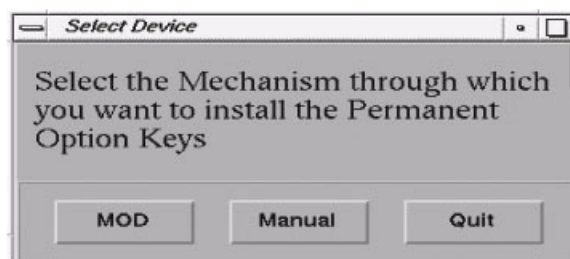 Select Device
Select the Mechanism through which
you want to install the Permanent
Option Keys
MOD Manual Quit